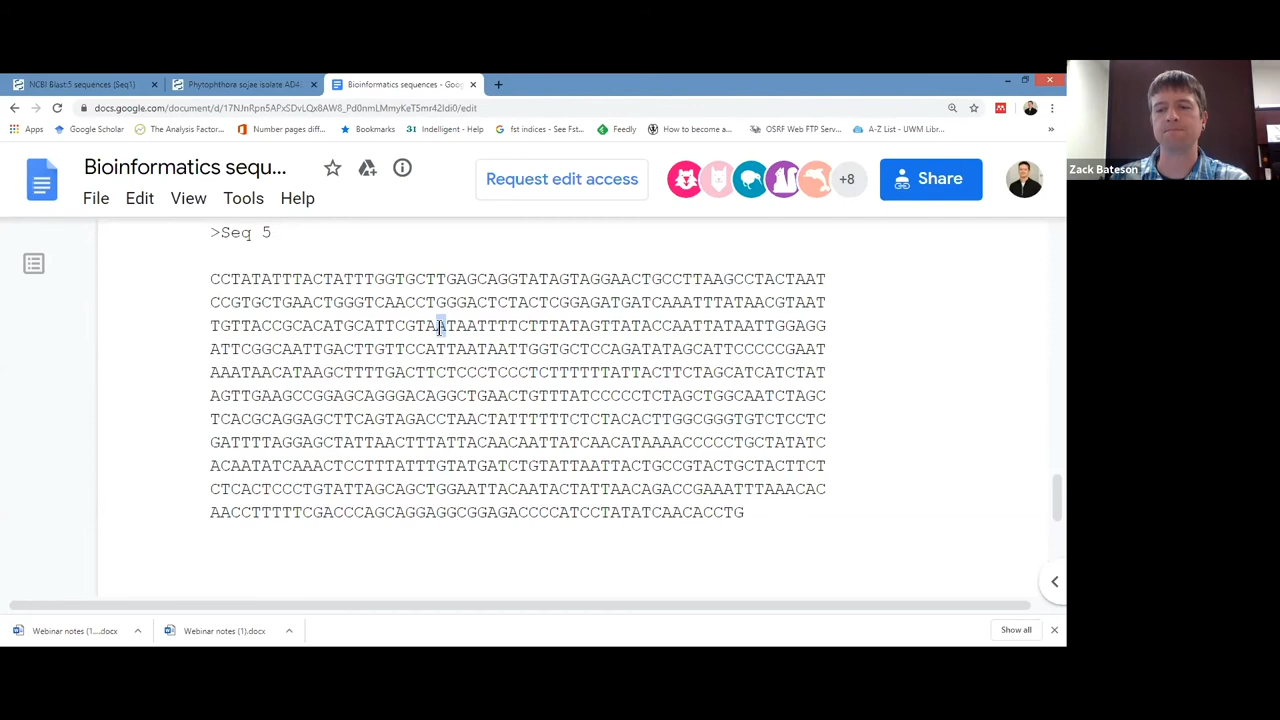 NCBI Blast:5 sequences (Seq1)
Phytophthora sojae isolate AD4
Bioinformatics sequences - Goo
docs.google.com/document/d/17NJnRpn5APxSDvLQx8AW8_Pd0nmLMmyKeT5mr42Idi0/edit
Apps
Google Scholar
The Analysis Factor...
Number pages diff...
Bookmarks
Indelligent - Help
fst indices - See Fst...
Feedly
How to become a...
OSRF Web FTP Serv...
A-Z List - UWM Libr...
Zack Bateson
Bioinformatics sequ...
Request edit access
+8
Share
File Edit View Tools Help
>Seq 5
CCTATATTTACTATTTGGTGCTTGAGCAGGTATAGTAGGAACTGCCTTAAGCCTACTAAT
CCGTGCTGAACTGGGTCAACCTGGGACTCTACTCGGAGATGATCAAATTTATAACGTAAT
TGTTACCGCACATGCATTCGTAATAATTTTCTTTATAGTTATACCAATTATAATTGGAGG
ATTCGGCAATTGACTTGTTCCATTAATAATTGGTGCTCCAGATATAGCATTCCCCCGAAT
AAATAACATAAGCTTTTGACTTCTCCCTCCCTCTTTTTTATTACTTCTAGCATCATCTAT
AGTTGAAGCCGGAGCAGGGACAGGCTGAACTGTTTATCCCCCTCTAGCTGGCAATCTAGC
TCACGCAGGAGCTTCAGTAGACCTAACTATTTTTTCTCTACACTTGGCGGGTGTCTCCTC
GATTTTAGGAGCTATTAACTTTATTACAACAATTATCAACATAAAACCCCCTGCTATATC
ACAATATCAAACTCCTTTATTTGTATGATCTGTATTAATTACTGCCGTACTGCTACTTCT
CTCACTCCCTGTATTAGCAGCTGGAATTACAATACTATTAACAGACCGAAATTTAAACAC
AACCTTTTTCGACCCAGCAGGAGGCGGAGACCCCATCCTATATCAACACCTG
Webinar notes (1....docx
Webinar notes (1).docx
Show all